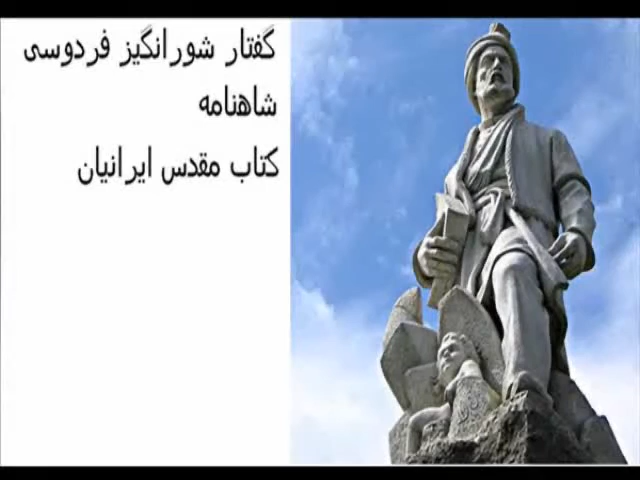 گفتار شورانگیز فردوسی
شاهنامه
کتاب مقدس ایرانیان